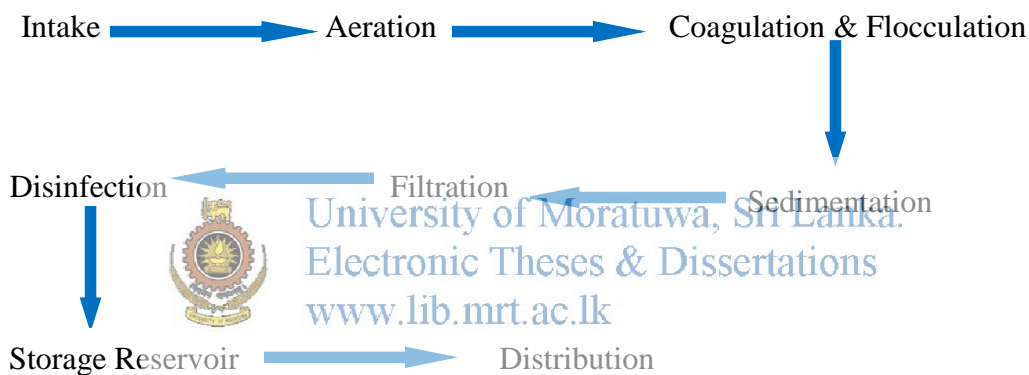 Intake Aeration Coagulation & Flocculation
Disinfection Filtration Sedimentation
University of Moratuwa, Sri Lanka.
Electronic Theses & Dissertations
www.lib.mrt.ac.lk
Storage Reservoir Distribution